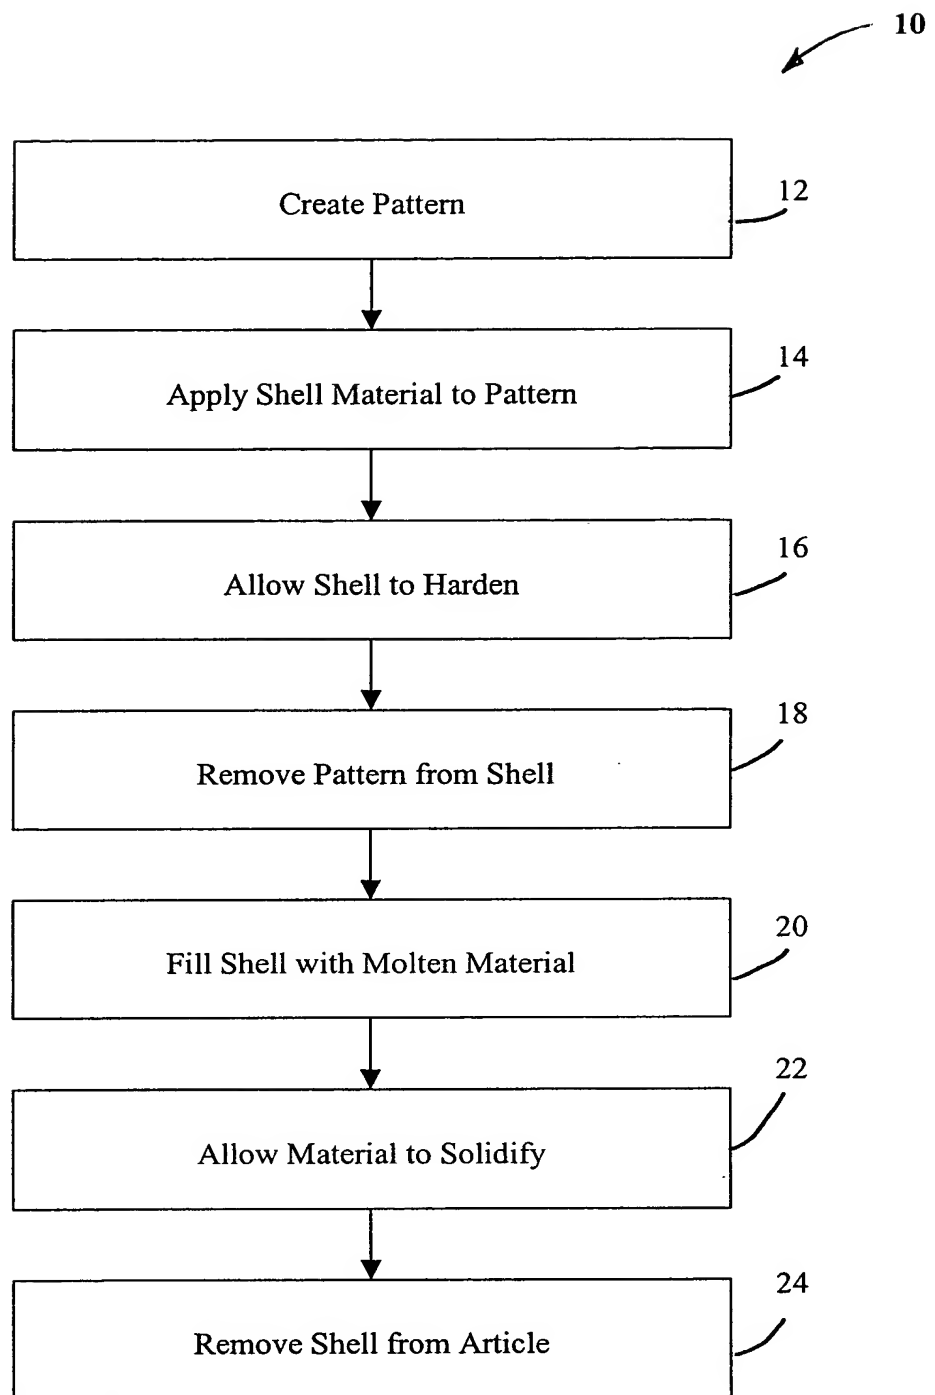 10
Create Pattern
12
Apply Shell Material to Pattern
14
Allow Shell to Harden
16
Remove Pattern from Shell
18
Fill Shell with Molten Material
20
Allow Material to Solidify
22
Remove Shell from Article
24